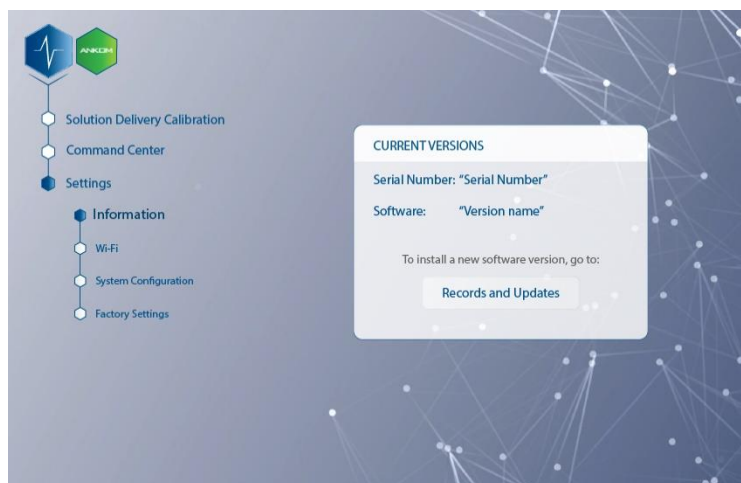 ANKOM
Solution Delivery Calibration
Command Center
Settings
Information
Wi-Fi
System Configuration
Factory Settings
CURRENT VERSIONS
Serial Number: “Serial Number”
Software: “Version name”
To install a new software version, go to:
Records and Updates